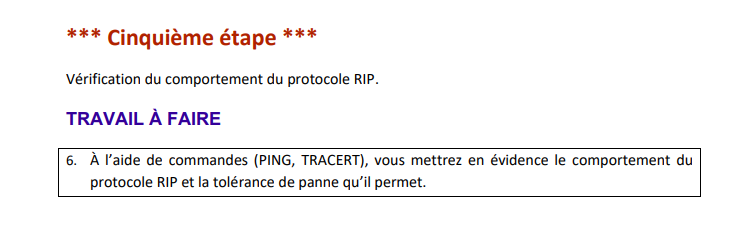 *** Cinquième étape ***
Vérification du comportement du protocole RIP.
TRAVAIL À FAIRE
6. À l’aide de commandes (PING, TRACERT), vous mettrez en évidence le comportement du
protocole RIP et la tolérance de panne qu’il permet.